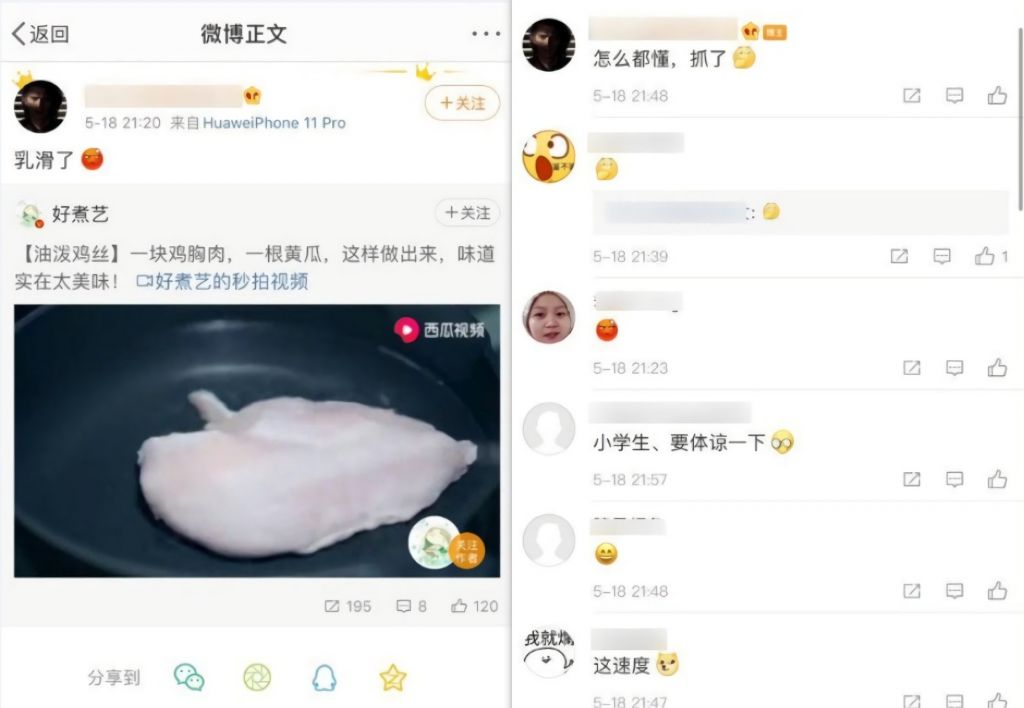 返回
微博正文
+关注
5-18 21:20 来自HuaweiPhone 11 Pro
乳滑了
好煮艺
+关注
【油泼鸡丝】一块鸡胸肉，一根黄瓜，这样做出来，味道
实在太美味！ 好煮艺的秒拍视频
西瓜视频
关注
作者
195 8 120
分享到
怎么都懂，抓了
5-18 21:48
:
5-18 21:39
1
5-18 21:23
小学生、要体谅一下
5-18 21:57
5-18 21:48
我就烂
这速度
5-18 21:47